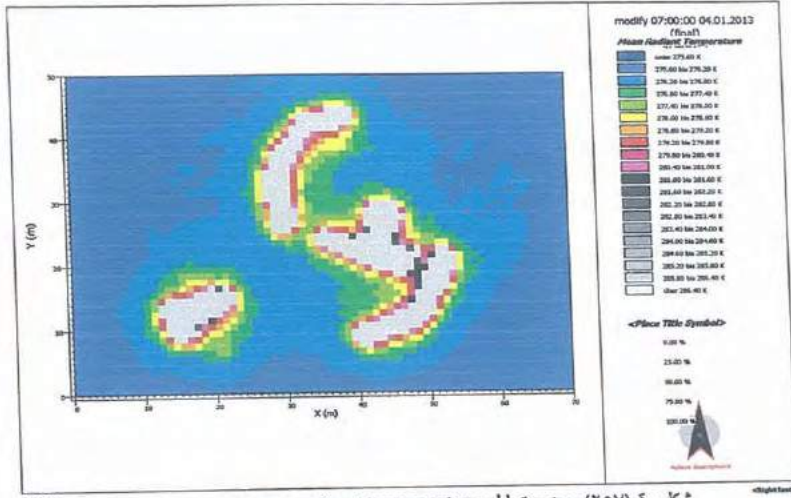 modify 07:00:00 04.01.2013
(final)
Mean Radiant Temperature
unter 275.60 K
275.60 bis 276.20 K
276.20 bis 276.80 K
276.80 bis 277.40 K
277.40 bis 278.00 K
278.00 bis 278.60 K
278.60 bis 279.20 K
279.20 bis 279.80 K
279.80 bis 280.40 K
280.40 bis 281.00 K
281.00 bis 281.60 K
281.60 bis 282.20 K
282.20 bis 282.80 K
282.80 bis 283.40 K
283.40 bis 284.00 K
284.00 bis 284.60 K
284.60 bis 285.20 K
285.20 bis 285.80 K
285.80 bis 286.40 K
über 286.40 K
<Place Title Symbol>
0.00 %
25.00 %
50.00 %
75.00 %
100.00 %
50
40
30
20
10
0
Y (m)
0 10 20 30 40 50 60 70
X (m)
<Right foot